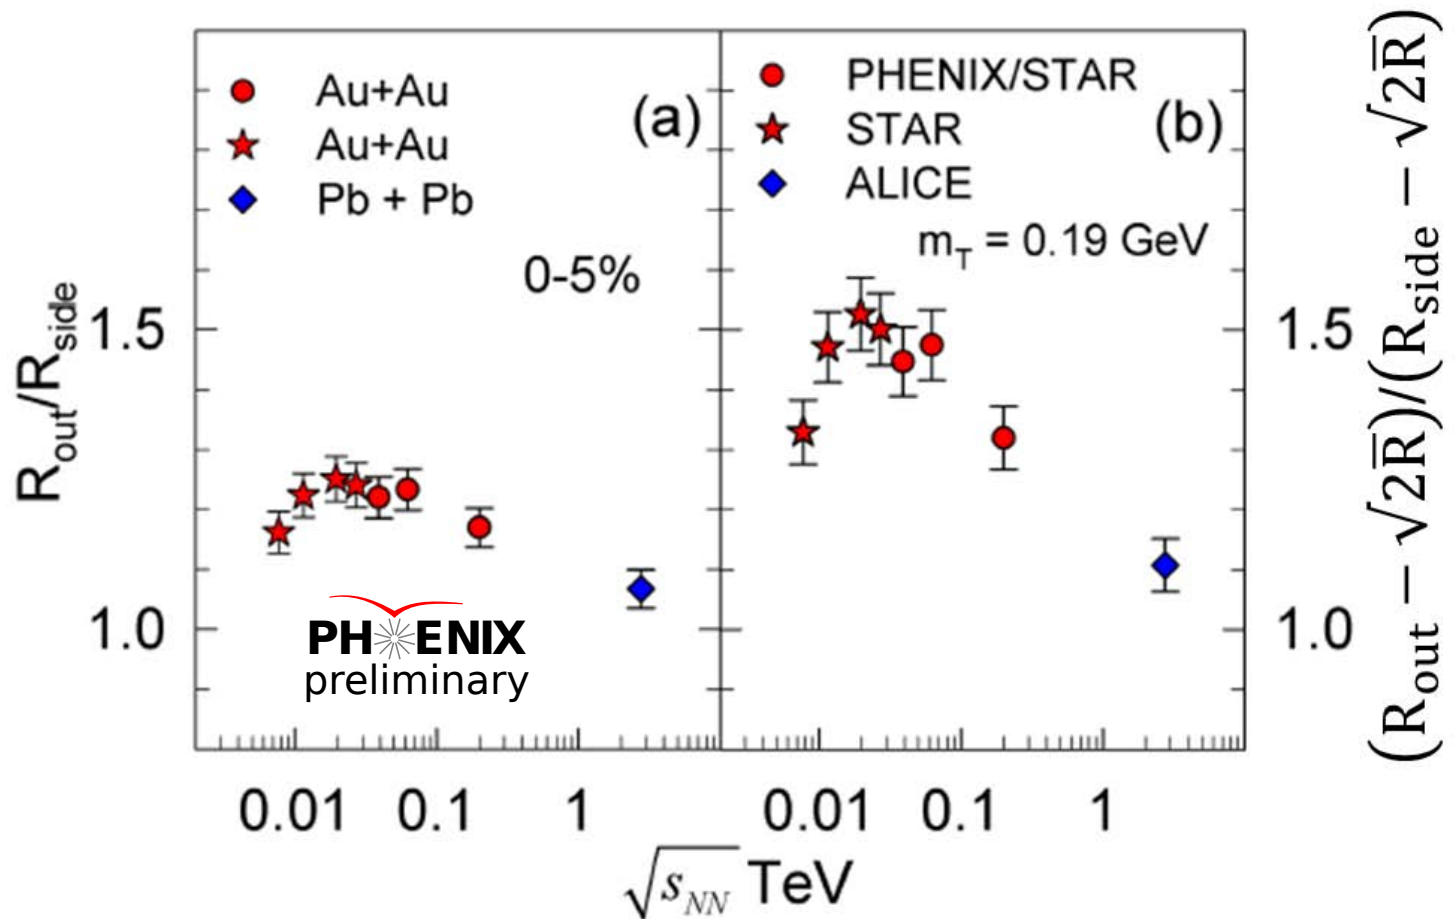 Au+Au
Au+Au
Pb + Pb
(a)
0-5%
R_out/R_side
1.5
1.0
PHENIX
preliminary
0.01 0.1 1
PHENIX/STAR
STAR
ALICE
(b)
m_T = 0.19 GeV
1.5
1.0
(R_out − √2R̅)/(R_side − √2R̅)
0.01 0.1 1
√s_NN TeV